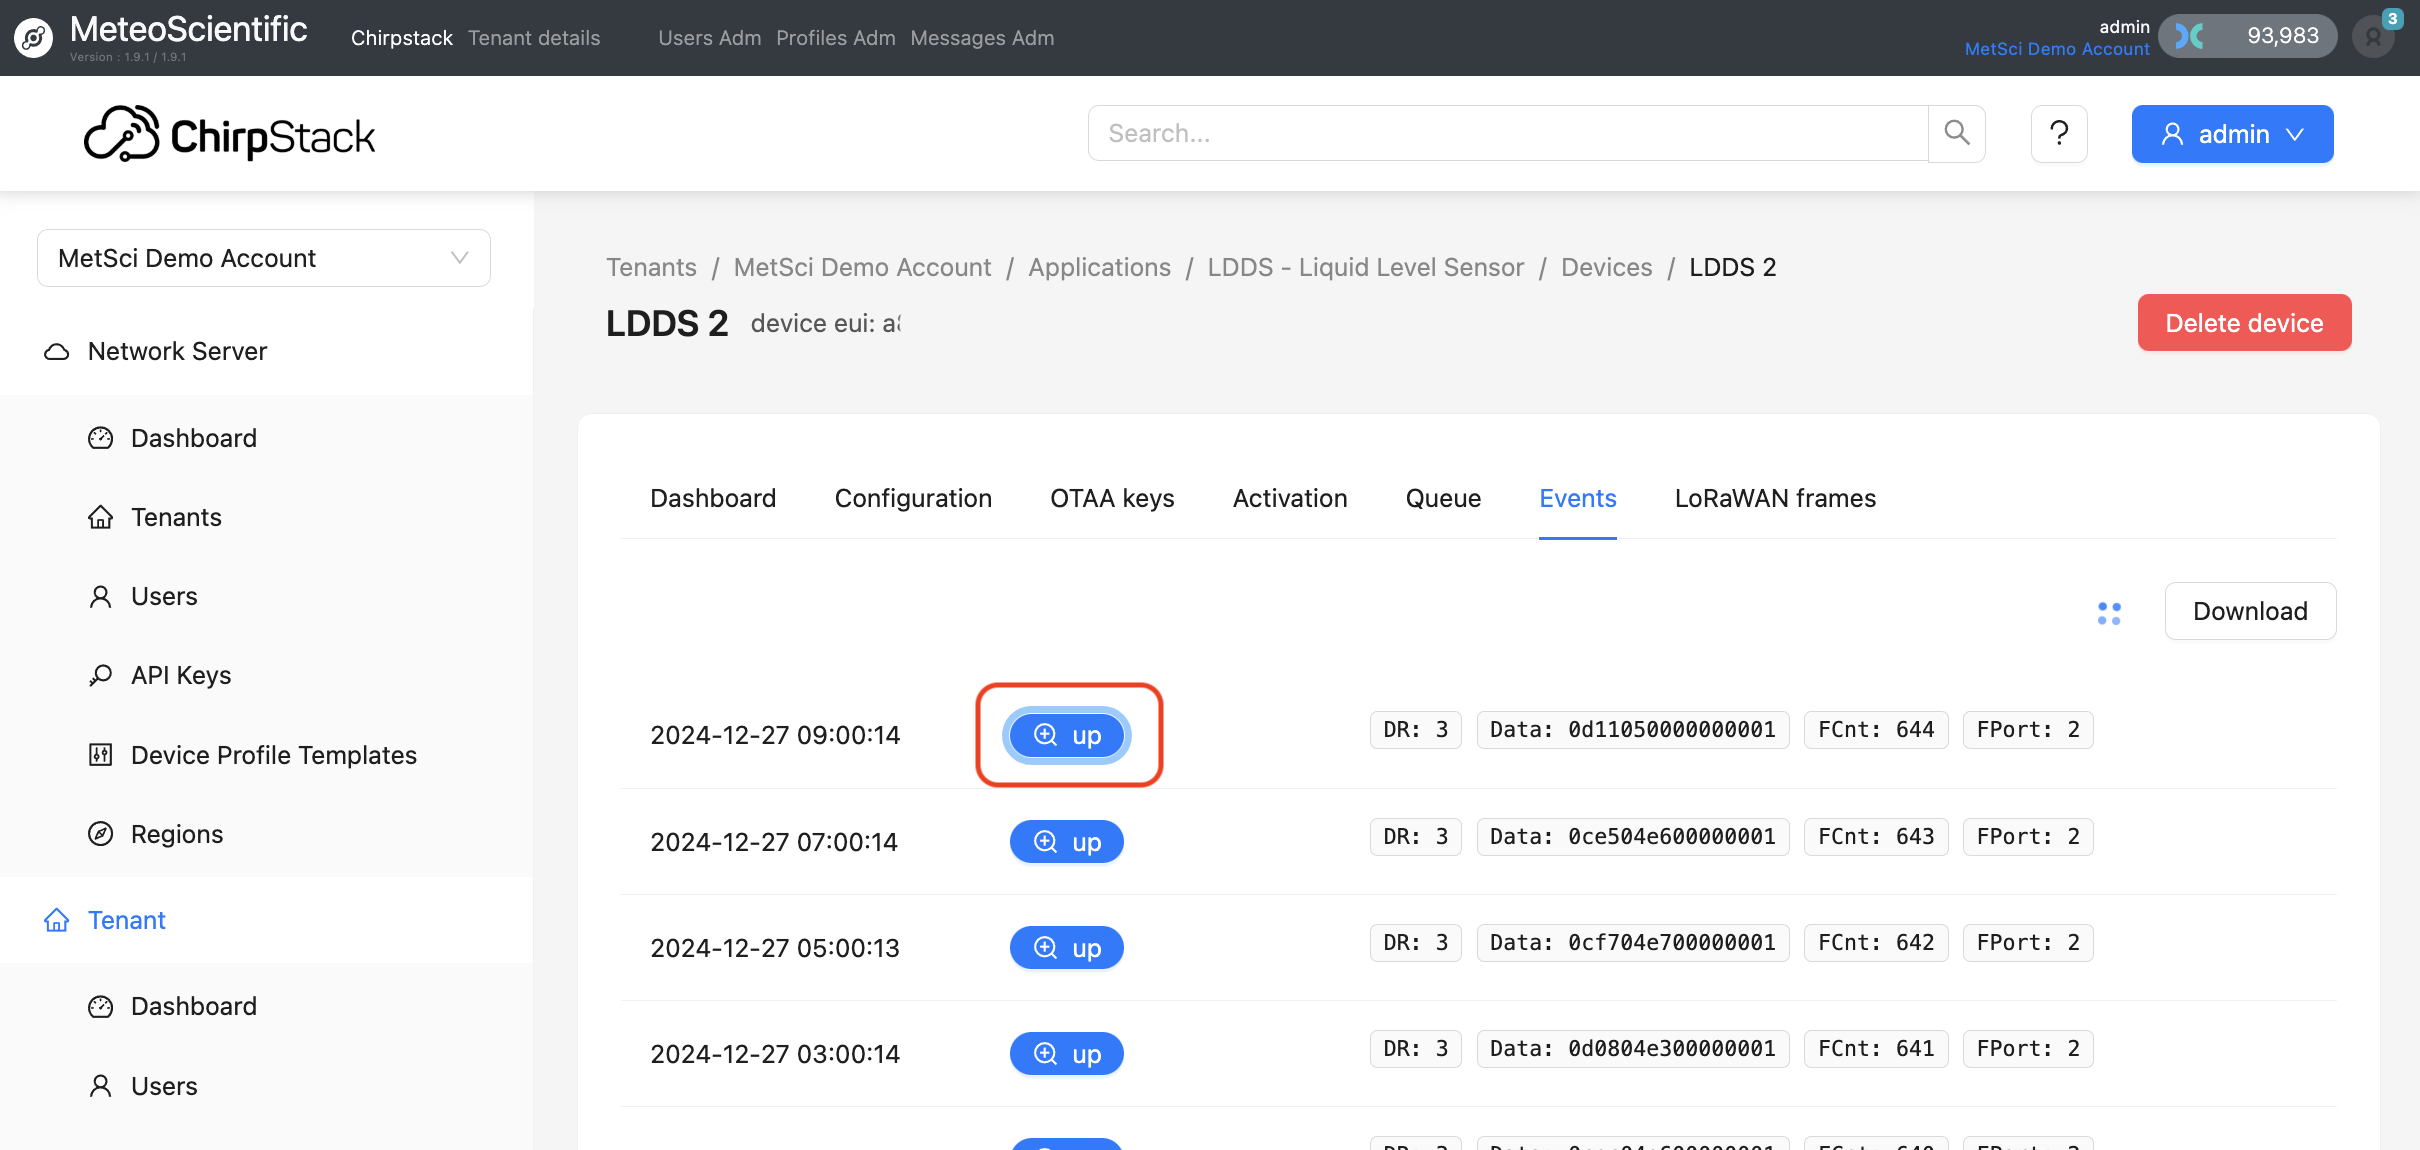 MeteoScientific
Version : 1.9.1 / 1.9.1
Chirpstack Tenant details Users Adm Profiles Adm Messages Adm
admin
MetSci Demo Account
93,983
3
ChirpStack
Search...
?
admin
MetSci Demo Account
Network Server
Dashboard
Tenants
Users
API Keys
Device Profile Templates
Regions
Tenant
Dashboard
Users
Tenants / MetSci Demo Account / Applications / LDDS - Liquid Level Sensor / Devices / LDDS 2
LDDS 2 device eui: a
Delete device
Dashboard Configuration OTAA keys Activation Queue Events LoRaWAN frames
Download
2024-12-27 09:00:14 up DR: 3 Data: 0d11050000000001 FCnt: 644 FPort: 2
2024-12-27 07:00:14 up DR: 3 Data: 0ce504e600000001 FCnt: 643 FPort: 2
2024-12-27 05:00:13 up DR: 3 Data: 0cf704e700000001 FCnt: 642 FPort: 2
2024-12-27 03:00:14 up DR: 3 Data: 0d0804e300000001 FCnt: 641 FPort: 2